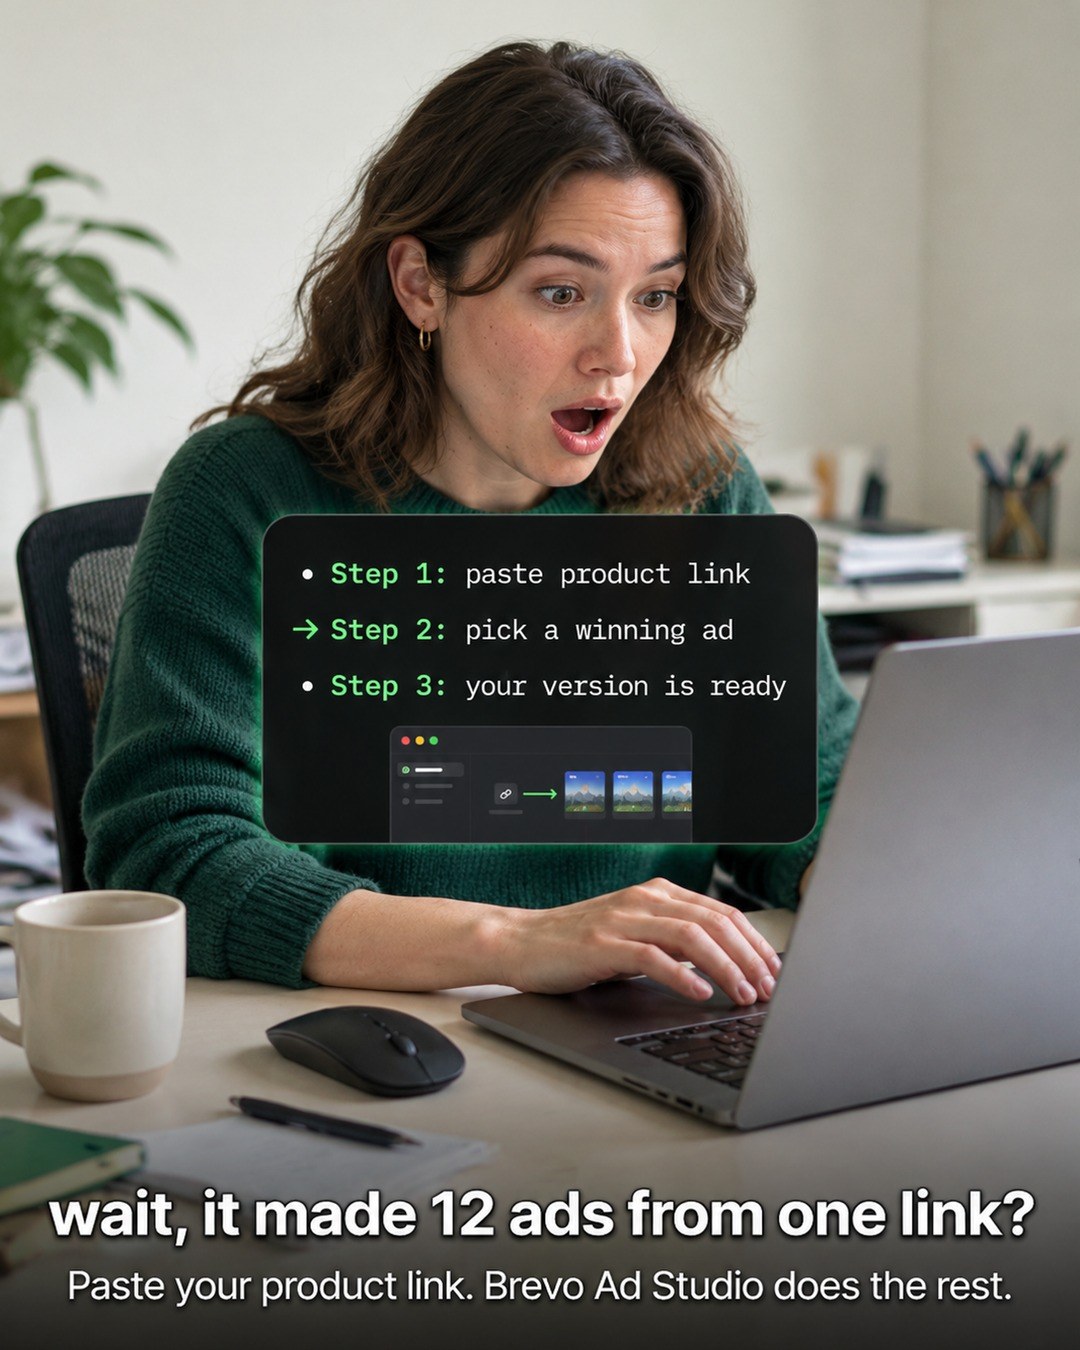 Step 1: paste product link
→ Step 2: pick a winning ad
Step 3: your version is ready
wait, it made 12 ads from one link?
Paste your product link. Brevo Ad Studio does the rest.